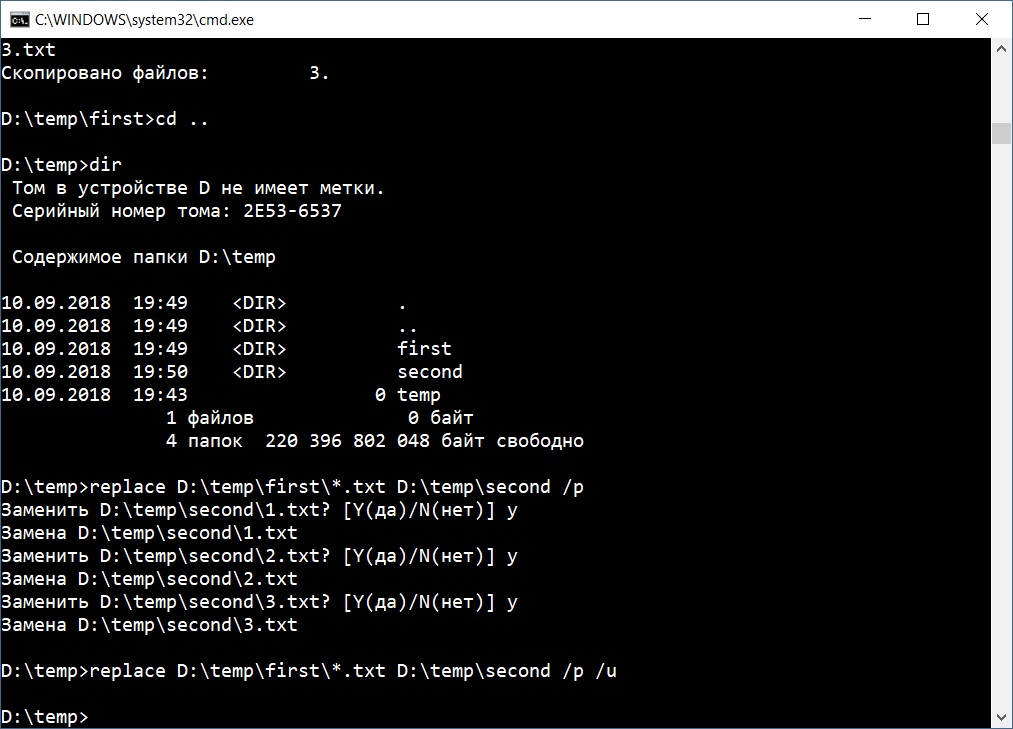 C:\WINDOWS\system32\cmd.exe
3.txt
Скопировано файлов:         3.
D:\temp\first>cd ..
D:\temp>dir
 Том в устройстве D не имеет метки.
 Серийный номер тома: 2E53-6537
 Содержимое папки D:\temp
10.09.2018  19:49    <DIR>          .
10.09.2018  19:49    <DIR>          ..
10.09.2018  19:49    <DIR>          first
10.09.2018  19:50    <DIR>          second
10.09.2018  19:43                 0 temp
               1 файлов              0 байт
               4 папок  220 396 802 048 байт свободно
D:\temp>replace D:\temp\first\*.txt D:\temp\second /p
Заменить D:\temp\second\1.txt? [Y(да)/N(нет)] y
Замена D:\temp\second\1.txt
Заменить D:\temp\second\2.txt? [Y(да)/N(нет)] y
Замена D:\temp\second\2.txt
Заменить D:\temp\second\3.txt? [Y(да)/N(нет)] y
Замена D:\temp\second\3.txt
D:\temp>replace D:\temp\first\*.txt D:\temp\second /p /u
D:\temp>